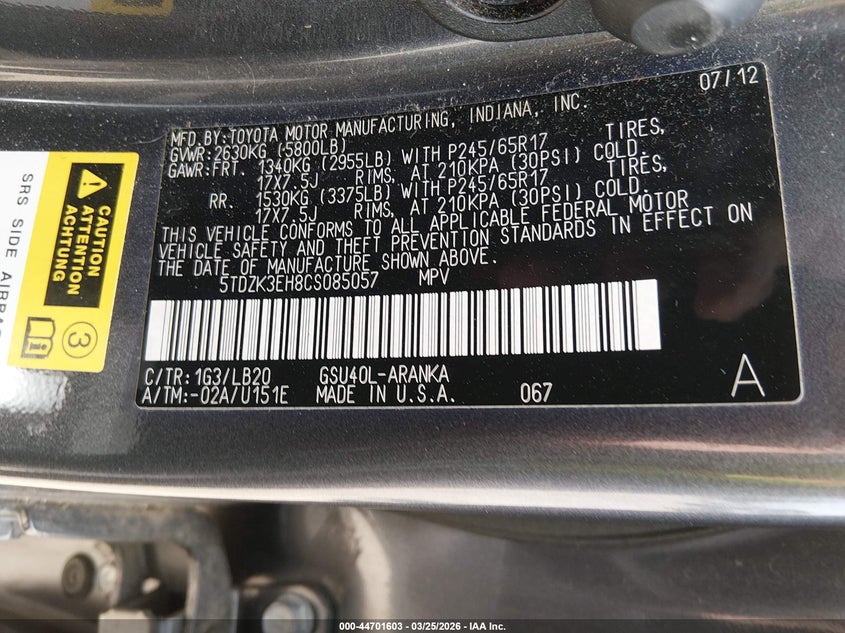 07/12
MFD.BY:TOYOTA MOTOR MANUFACTURING, INDIANA, INC.
GVWR:2630KG (5800LB)
GAWR:FRT. 1340KG (2955LB) WITH P245/65R17 TIRES,
17X7.5J RIMS, AT 210KPA (30PSI) COLD.
RR. 1530KG (3375LB) WITH P245/65R17 TIRES,
17X7.5J RIMS, AT 210KPA (30PSI) COLD.
THIS VEHICLE CONFORMS TO ALL APPLICABLE FEDERAL MOTOR
VEHICLE SAFETY AND THEFT PREVENTION STANDARDS IN EFFECT ON
THE DATE OF MANUFACTURE SHOWN ABOVE.
5TDZK3EH8CS085057 MPV
C/TR:1G3/LB20 GSU40L-ARANKA
A/TM:-02A/U151E MADE IN U.S.A. 067 A
SRS SIDE AIRBAG
CAUTION
ATTENTION
ACHTUNG
3
000-44701603 — 03/25/2026 — IAA Inc.